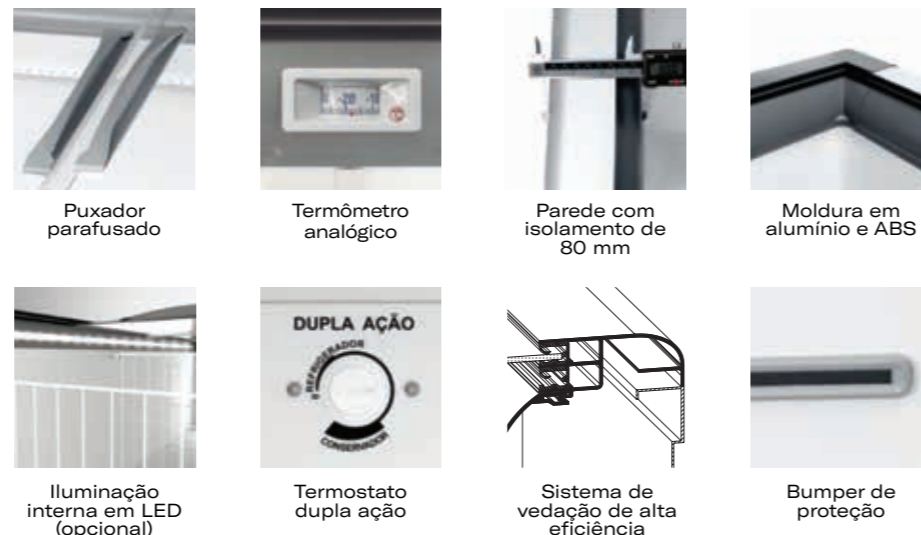 Puxador
parafusado
Termômetro
analógico
Parede com
isolamento de
80 mm
Moldura em
alumínio e ABS
DUPLA AÇÃO
REFRIGERADOR
CONSERVADOR
Iluminação
interna em LED
(opcional)
Termostato
dupla ação
Sistema de
vedação de alta
eficiência
Bumper de
proteção